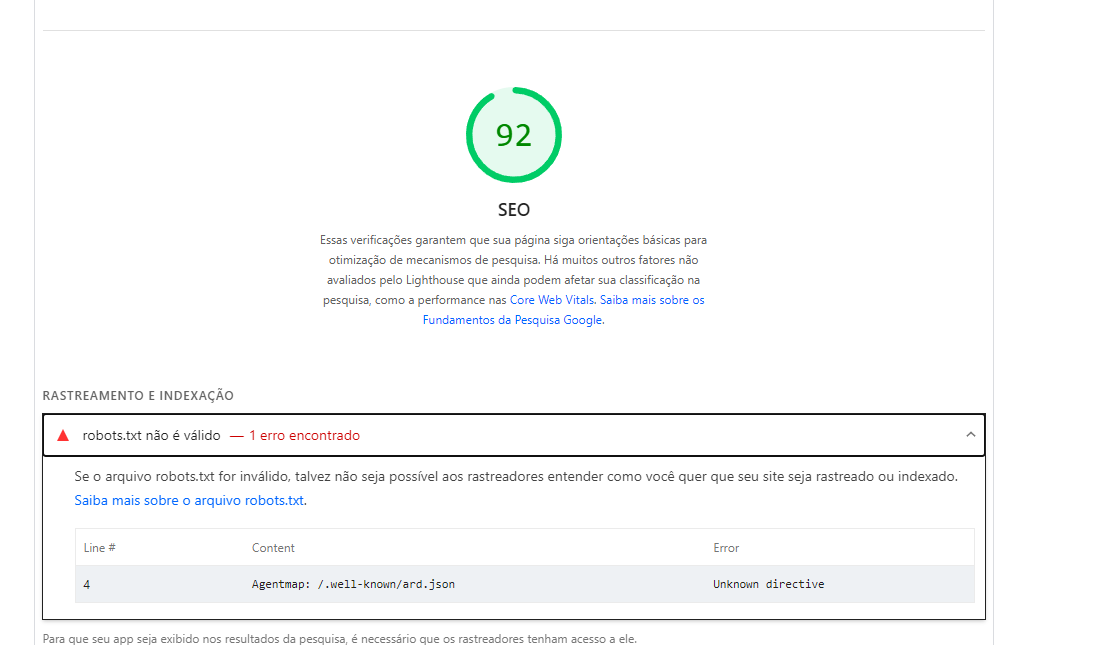 92
SEO
Essas verificações garantem que sua página siga orientações básicas para
otimização de mecanismos de pesquisa. Há muitos outros fatores não
avaliados pelo Lighthouse que ainda podem afetar sua classificação na
pesquisa, como a performance nas Core Web Vitals. Saiba mais sobre os
Fundamentos da Pesquisa Google.
RASTREAMENTO E INDEXAÇÃO
robots.txt não é válido — 1 erro encontrado
Se o arquivo robots.txt for inválido, talvez não seja possível aos rastreadores entender como você quer que seu site seja rastreado ou indexado.
Saiba mais sobre o arquivo robots.txt.
Line # Content Error
4 Agentmap: /.well-known/ard.json Unknown directive
Para que seu app seja exibido nos resultados da pesquisa, é necessário que os rastreadores tenham acesso a ele.